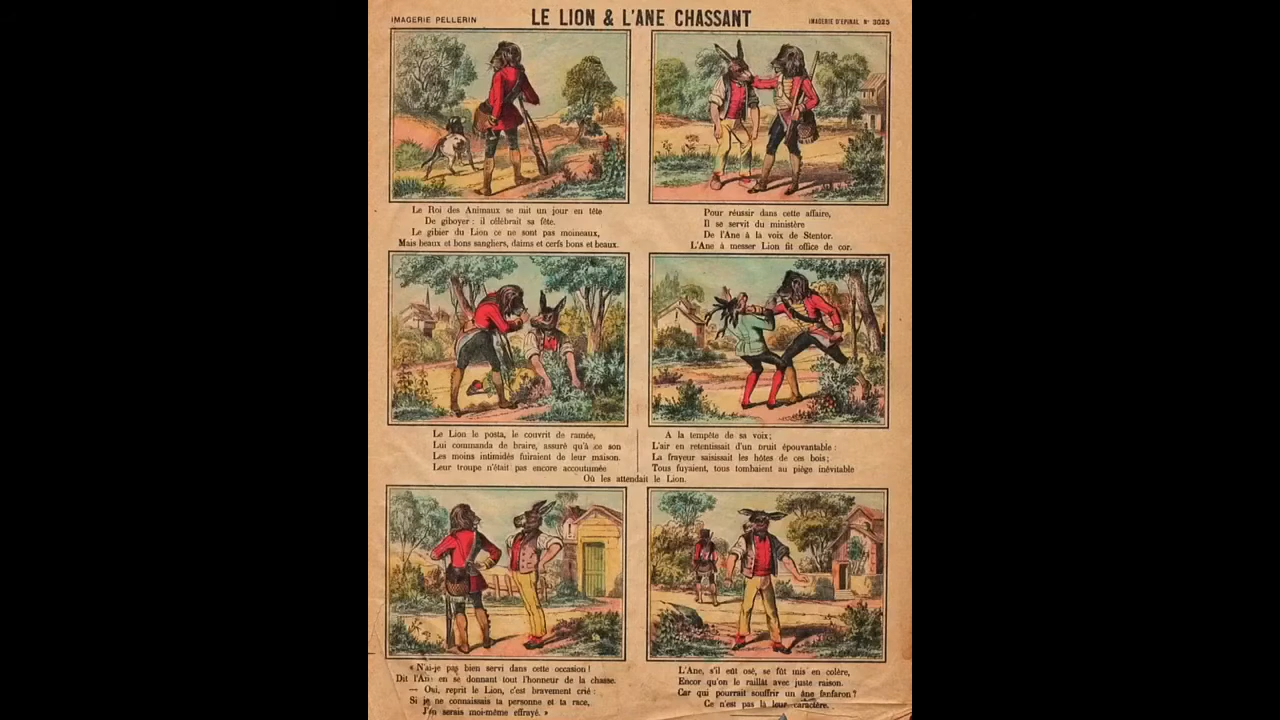 IMAGERIE PELLERIN
LE LION & L'ANE CHASSANT
IMAGERIE D'EPINAL Nº 3025
Le Roi des Animaux se mit un jour en tête
De giboyer : il célébrait sa fête.
Le gibier du Lion ce ne sont pas moineaux,
Mais beaux et bons sangliers, daims et cerfs bons et beaux.
Pour réussir dans cette affaire,
Il se servit du ministère
De l'Ane à la voix de Stentor.
L'Ane à messer Lion fit office de cor.
Le Lion le posta, le couvrit de ramée,
Lui commanda de braire, assuré qu'à ce son
Les moins intimidés fuiraient de leur maison.
Leur troupe n'était pas encore accoutumée
A la tempête de sa voix;
L'air en retentissait d'un bruit épouvantable :
La frayeur saisissait les hôtes de ces bois;
Tous fuyaient, tous tombaient au piège inévitable
Où les attendait le Lion.
« N'ai-je pas bien servi dans cette occasion !
Dit l'Ane en se donnant tout l'honneur de la chasse.
— Oui, reprit le Lion, c'est bravement crié :
Si je ne connaissais ta personne et ta race,
J'en serais moi-même effrayé. »
L'Ane, s'il eût osé, se fût mis en colère,
Encor qu'on le raillât avec juste raison.
Car qui pourrait souffrir un âne fanfaron ?
Ce n'est pas là leur caractère.